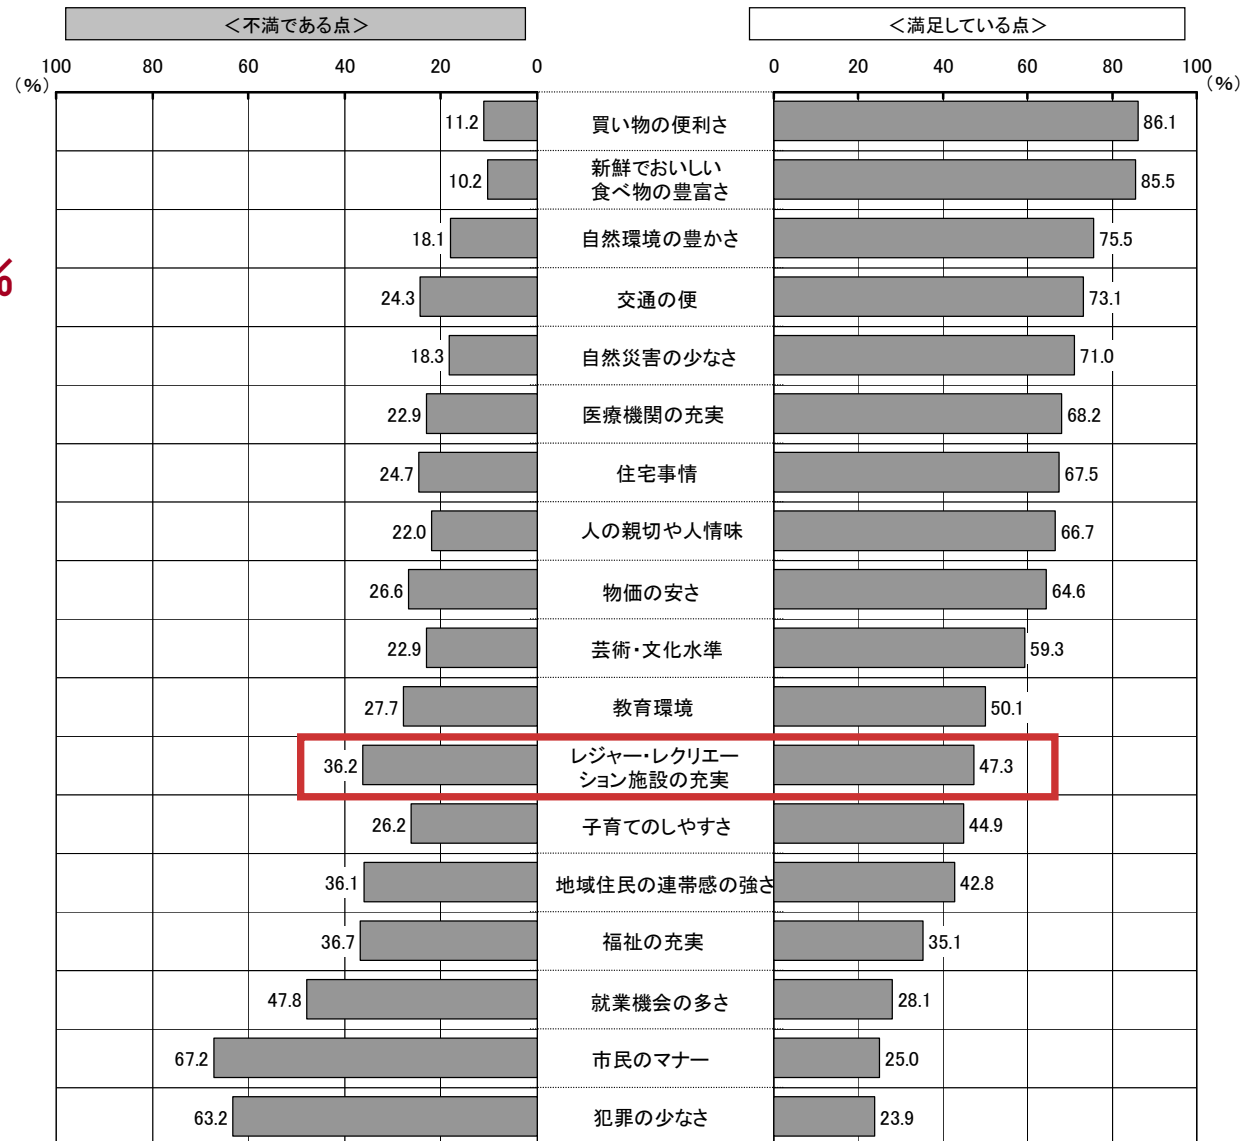 ＜不満である点＞ ＜満足している点＞
100 80 60 40 20 0 0 20 40 60 80 100
（%） （%）
11.2 買い物の便利さ 86.1
新鮮でおいしい
10.2 食べ物の豊富さ 85.5
18.1 自然環境の豊かさ 75.5
%
24.3 交通の便 73.1
18.3 自然災害の少なさ 71.0
22.9 医療機関の充実 68.2
24.7 住宅事情 67.5
22.0 人の親切や人情味 66.7
26.6 物価の安さ 64.6
22.9 芸術・文化水準 59.3
27.7 教育環境 50.1
レジャー・レクリエー
36.2 ション施設の充実 47.3
26.2 子育てのしやすさ 44.9
36.1 地域住民の連帯感の強さ 42.8
36.7 福祉の充実 35.1
47.8 就業機会の多さ 28.1
67.2 市民のマナー 25.0
63.2 犯罪の少なさ 23.9